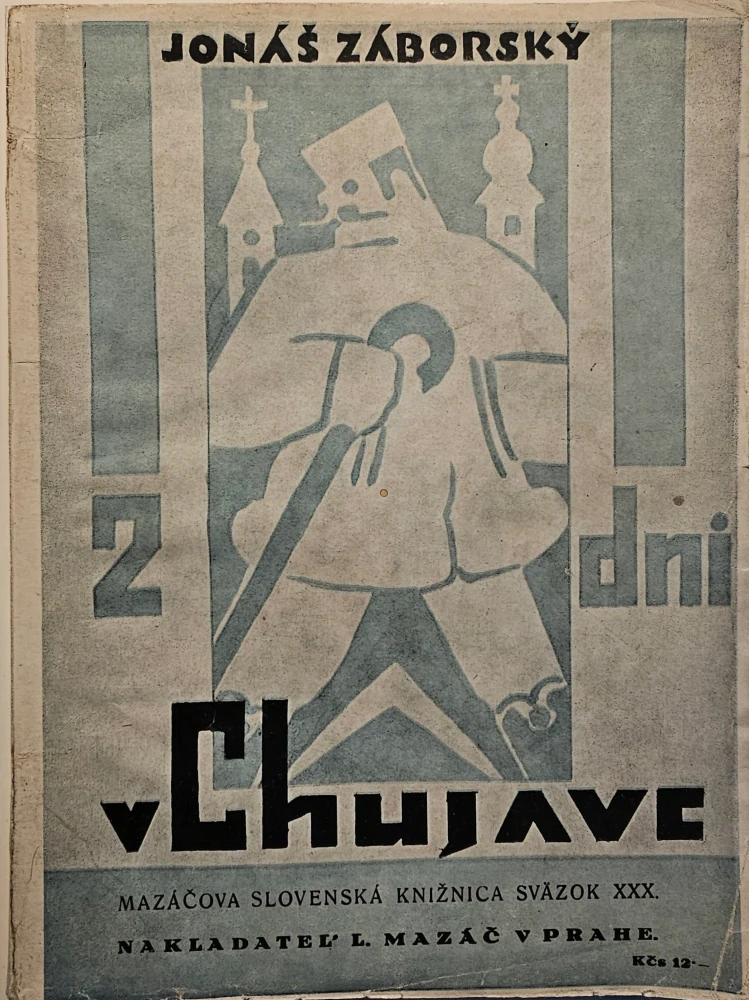 JONÁŠ ZÁBORSKÝ
2 dni
v Chujave
MAZÁČOVA SLOVENSKÁ KNIŽNICA SVÄZOK XXX.
NAKLADATEĽ Ľ. MAZÁČ V PRAHE.
Kčs 12·—